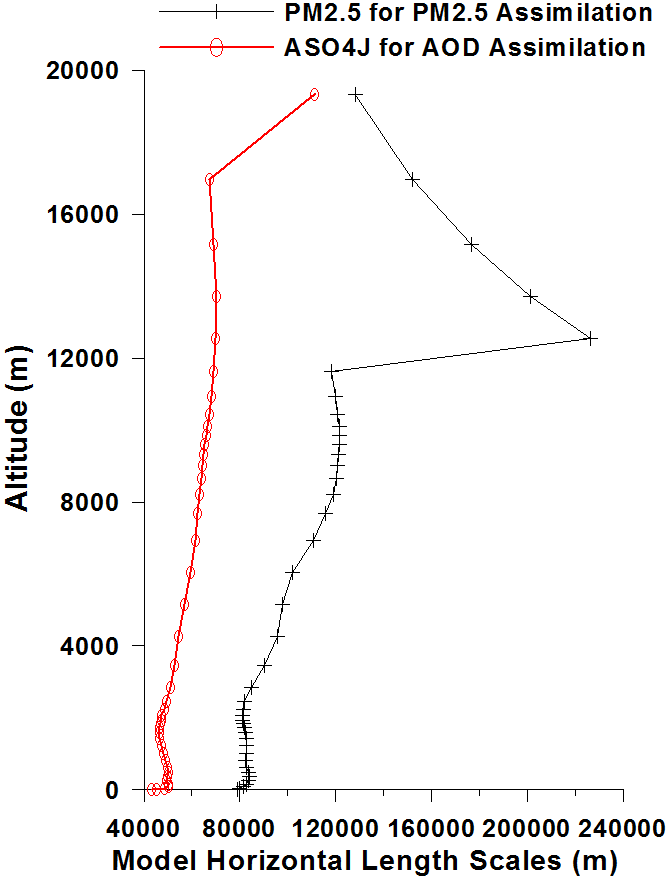 PM2.5 for PM2.5 Assimilation
ASO4J for AOD Assimilation
20000
16000
12000
8000
4000
0
Altitude (m)
40000 80000 120000 160000 200000 240000
Model Horizontal Length Scales (m)